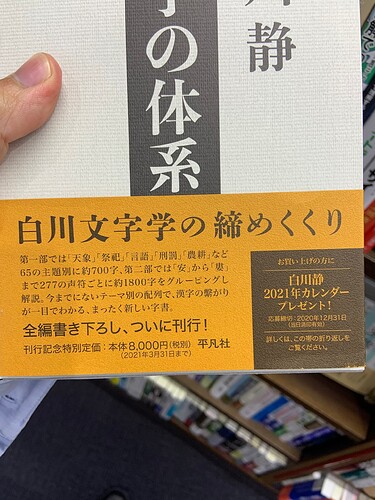 川静
字の体系
白川文字学の締めくくり
第一部では「天象」「祭祀」「言語」「刑罰」「農耕」など
65の主題別に約700字、第二部では「安」から「婁」
まで277の声符ごとに約1800字をグルーピングし
解説。今までにないテーマ別の配列で、漢字の繋がり
が一目でわかる、まったく新しい字書。
全編書き下ろし、ついに刊行!
刊行記念特別定価:本体8,000円(税別) 平凡社
(2021年3月31日まで)
お買い上げの方に
白川静
2021年カレンダー
プレゼント!
応募締切:2020年12月31日
(当日消印有効)
詳しくは、この帯の折り返しを
ご覧ください。